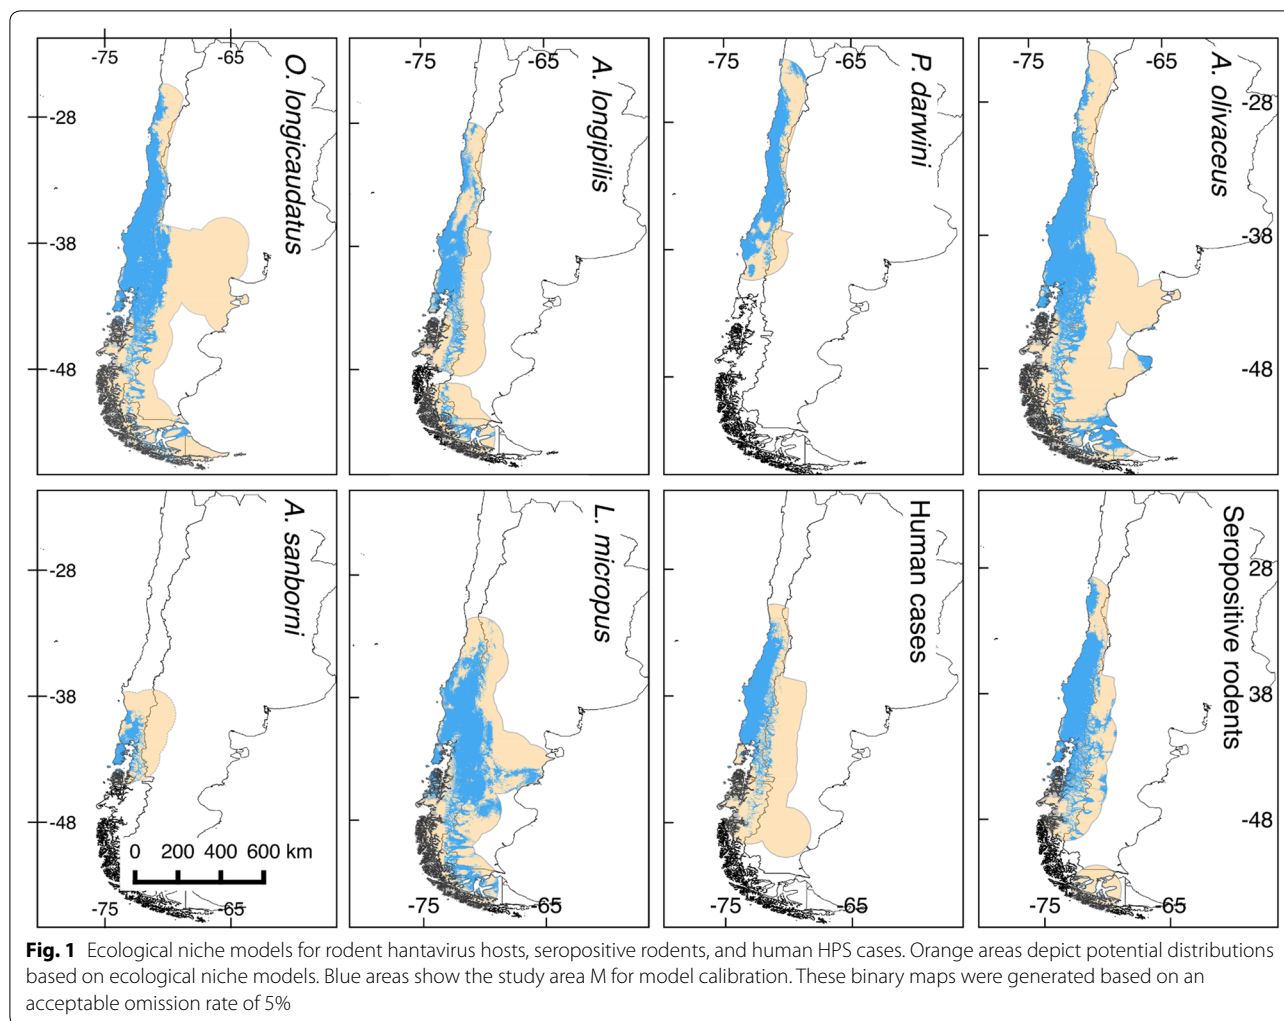 -75
-65
-75
-65
-75
-65
-75
-65
-28
-38
-48
O. longicaudatus
A. longipilis
P. darwini
A. olivaceus
-28
-38
-48
-28
-38
-48
A. sanborni
L. micropus
Human cases
Seropositive rodents
28
-38
-48
0 200 400 600 km
-75
-65
-75
-65
-75
-65
-75
-65
Fig. 1 Ecological niche models for rodent hantavirus hosts, seropositive rodents, and human HPS cases. Orange areas depict potential distributions
based on ecological niche models. Blue areas show the study area M for model calibration. These binary maps were generated based on an
acceptable omission rate of 5%